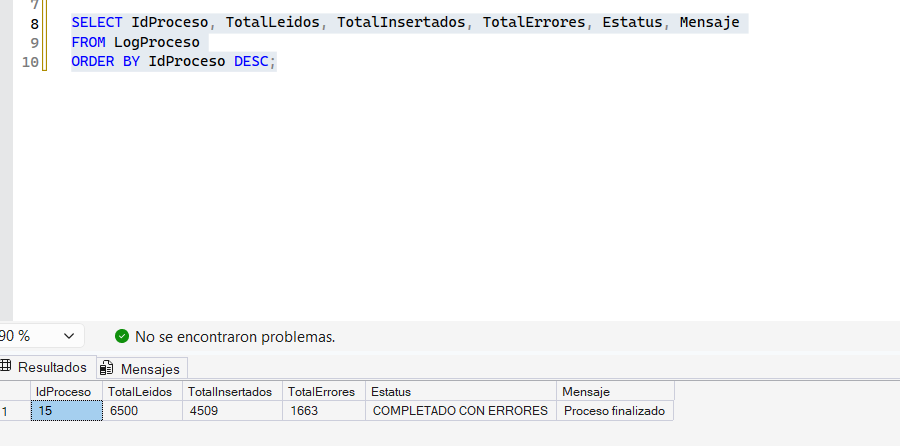 7
8 SELECT IdProceso, TotalLeidos, TotalInsertados, TotalErrores, Estatus, Mensaje
9 FROM LogProceso
10 ORDER BY IdProceso DESC;
90 % No se encontraron problemas.
Resultados Mensajes
IdProceso TotalLeidos TotalInsertados TotalErrores Estatus Mensaje
1 15 6500 4509 1663 COMPLETADO CON ERRORES Proceso finalizado